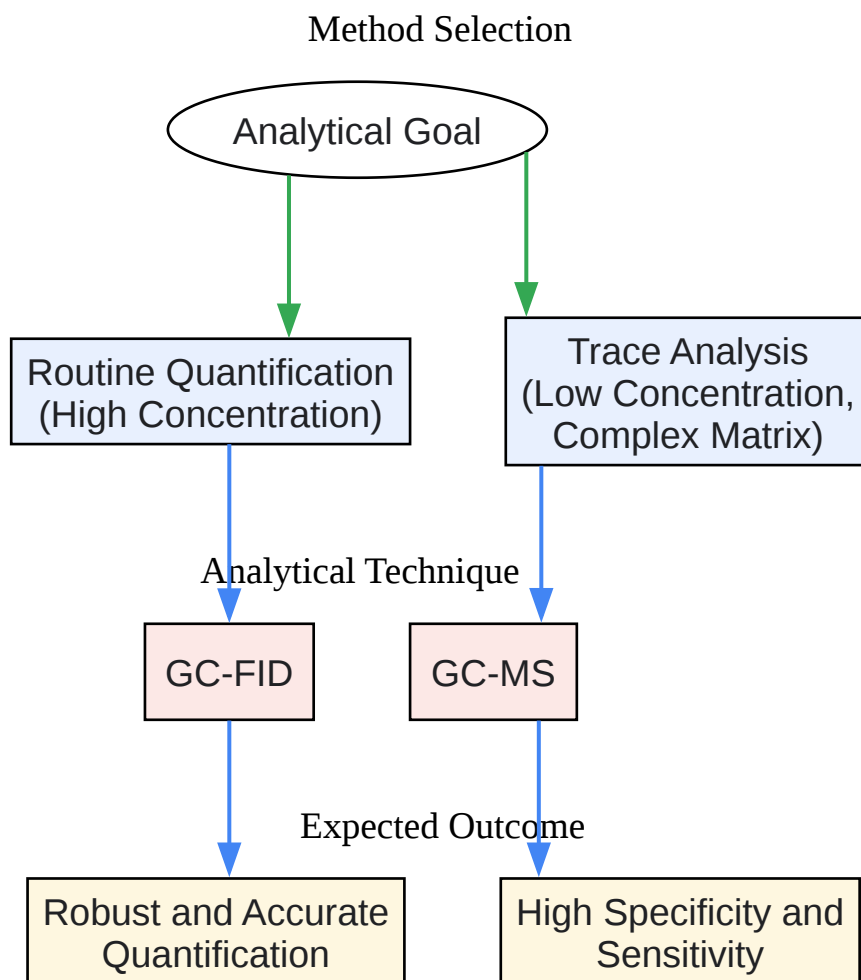 Method Selection
Analytical Goal
Routine Quantification
(High Concentration)
Trace Analysis
(Low Concentration,
Complex Matrix)
Analytical Technique
GC-FID
GC-MS
Expected Outcome
Robust and Accurate
Quantification
High Specificity and
Sensitivity